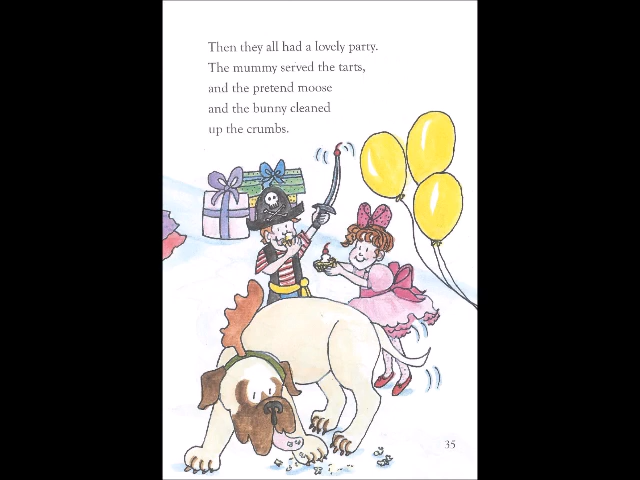 Then they all had a lovely party.
The mummy served the tarts,
and the pretend moose
and the bunny cleaned
up the crumbs.
35